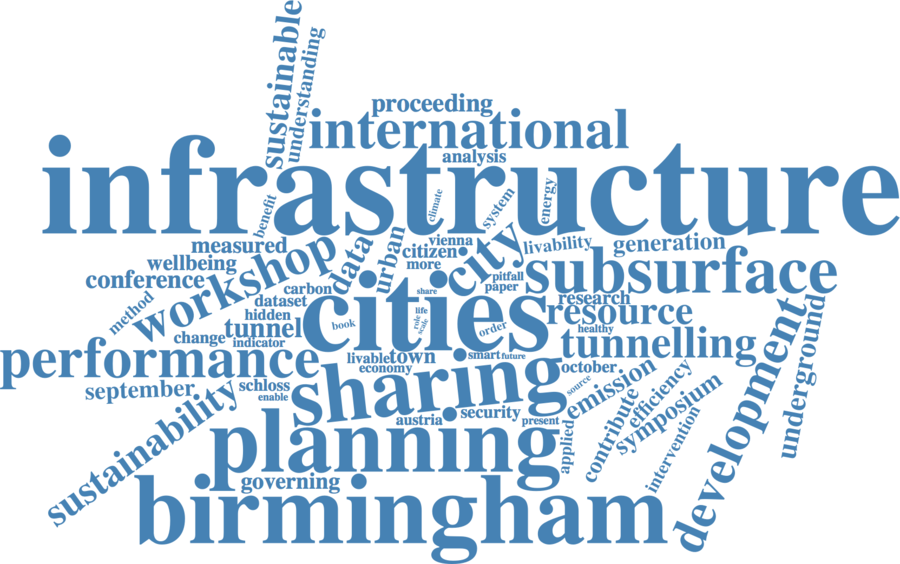 sustainable
understanding
proceeding
international
analysis
infrastructure
benefit
climate
system
energy
measured
workshop
data
urban
vienna
citizen
more
city
livability
generation
wellbeing
conference
pitfall
paper
subsurface
method
carbon
dataset
hidden
share
cities
research
resource
change
tunnel
indicator
book
life
role
scale
order
healthy
tunnelling
performance
livable
town
economy
smart
future
october
development
underground
september
schloss
enable
sharing
source
emission
efficiency
contribute
symposium
sustainability
austria
security
present
applied
intervention
planning
governing
birmingham